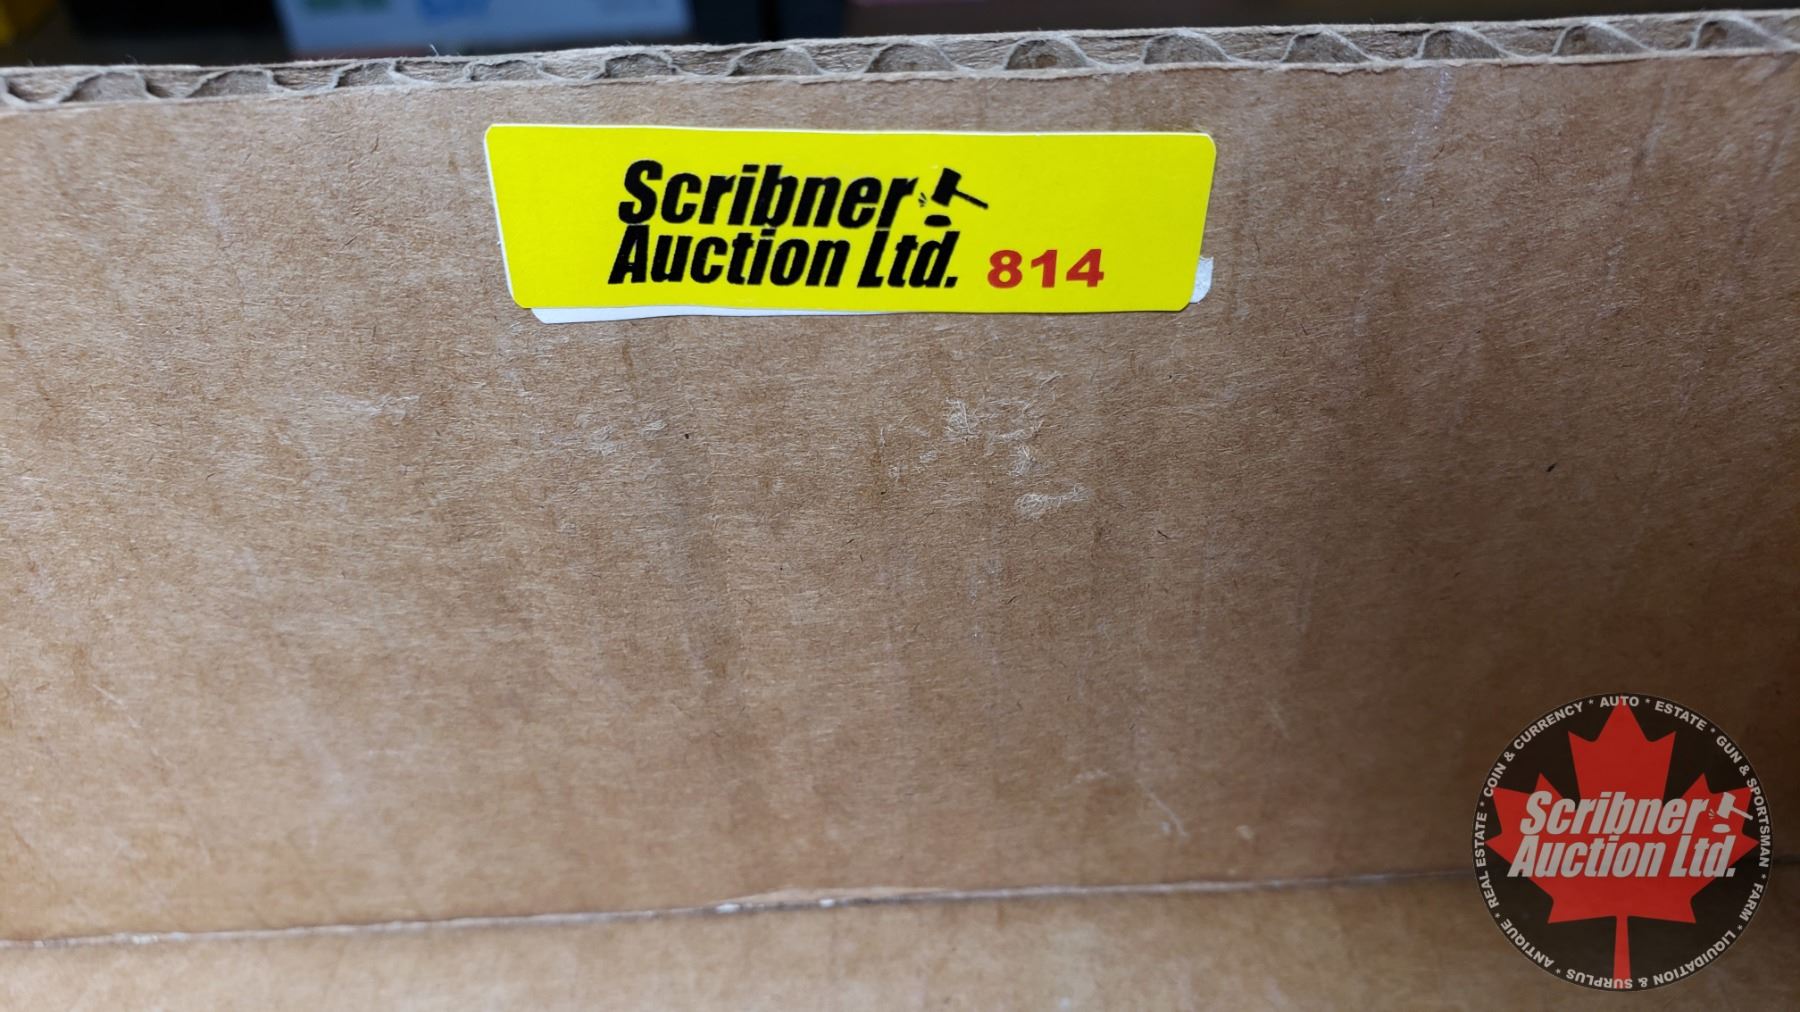 Scribner
Auction Ltd. 814
REAL ESTATE * COIN & CURRENCY * AUTO * ESTATE * GUN & SPORTSMAN * FARM * LIQUIDATION & SURPLUS * ANTIQUE *
Scribner
Auction Ltd.